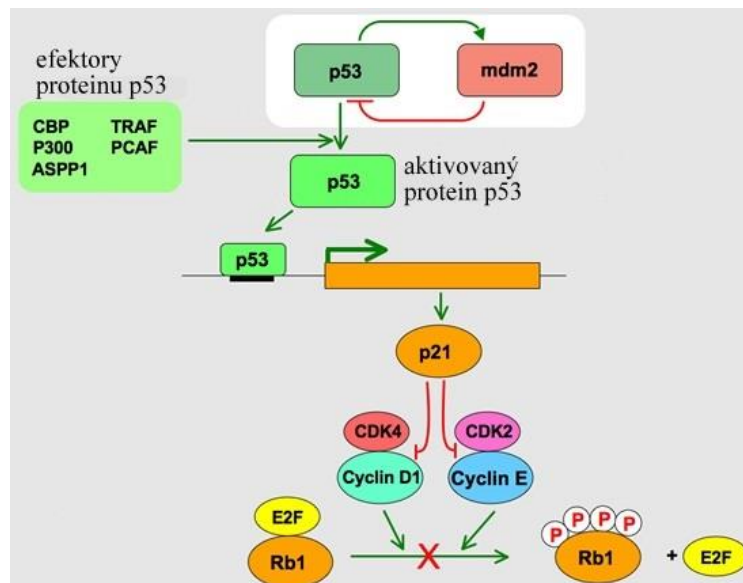 efektory
proteinu p53
p53
mdm2
CBP TRAF
P300 PCAF
ASPP1
p53
aktivovaný
protein p53
p53
p21
CDK4
CDK2
Cyclin D1
Cyclin E
E2F
Rb1
X
P P P P
Rb1
+ E2F